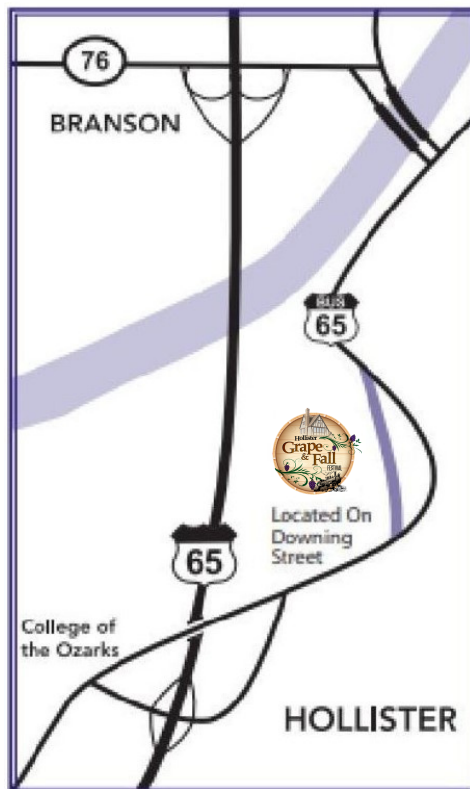 76
BRANSON
BUS
65
Hollister
Grape
& Fall
FESTIVAL
Located On
Downing
Street
65
College of
the Ozarks
HOLLISTER